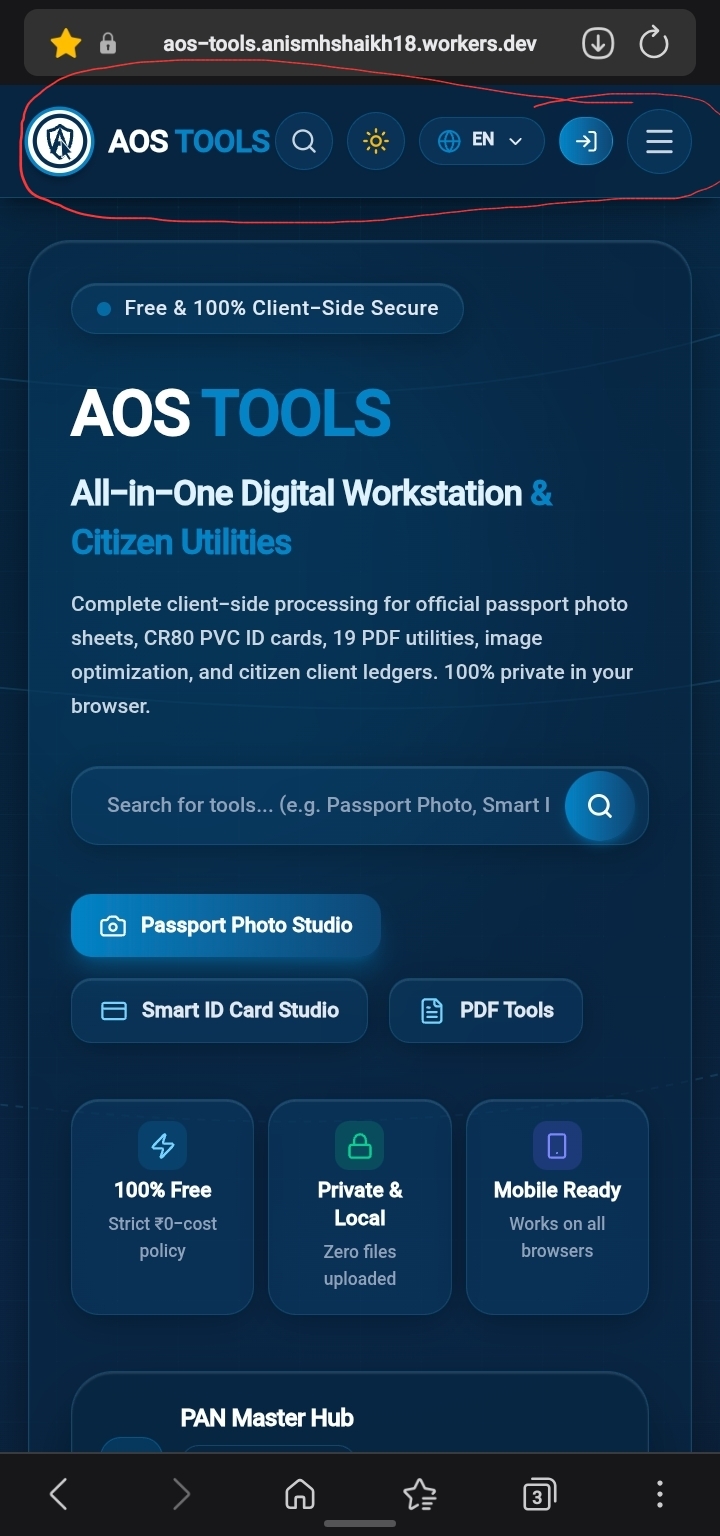 aos-tools.anismhshaikh18.workers.dev
AOS TOOLS
EN
Free & 100% Client-Side Secure
AOS TOOLS
All-in-One Digital Workstation &
Citizen Utilities
Complete client-side processing for official passport photo
sheets, CR80 PVC ID cards, 19 PDF utilities, image
optimization, and citizen client ledgers. 100% private in your
browser.
Search for tools... (e.g. Passport Photo, Smart I
Passport Photo Studio
Smart ID Card Studio
PDF Tools
100% Free
Strict ₹0-cost
policy
Private &
Local
Zero files
uploaded
Mobile Ready
Works on all
browsers
PAN Master Hub
3